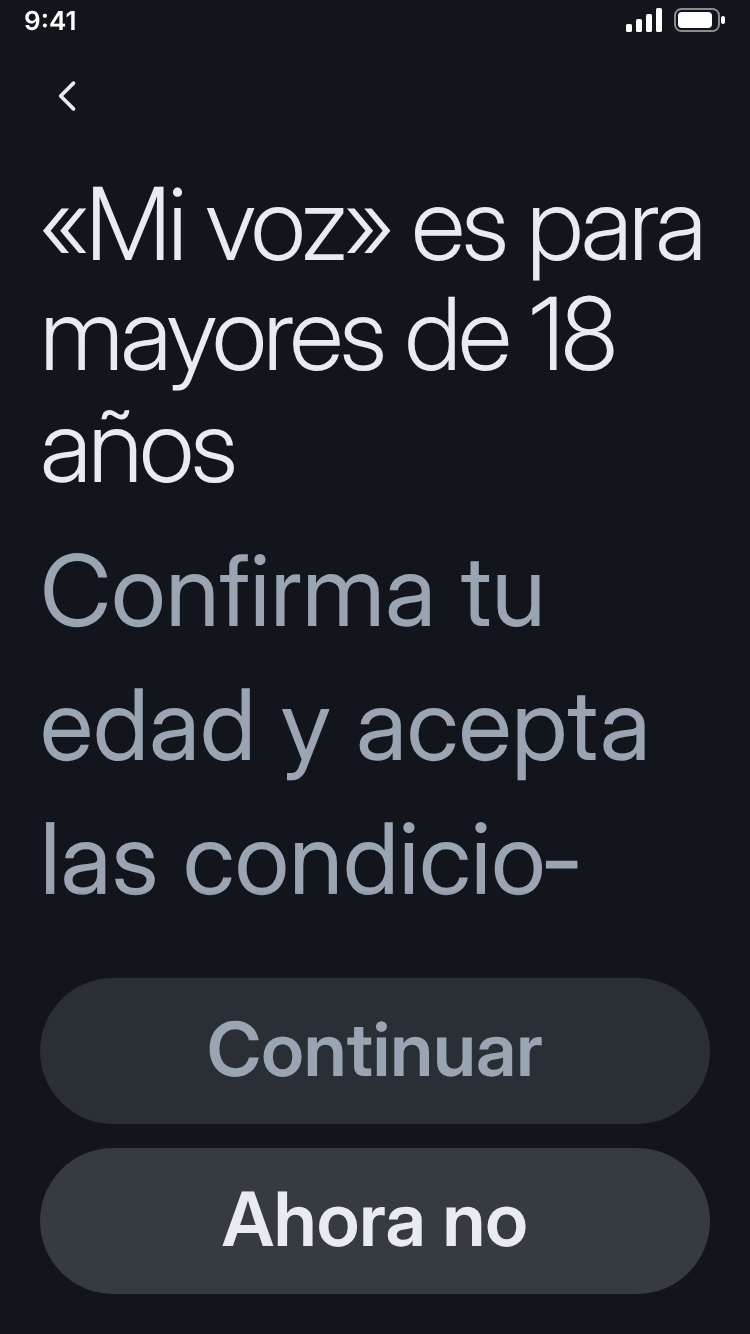 9:41
«Mi voz» es para
mayores de 18
años
Confirma tu
edad y acepta
las condicio-
Continuar
Ahora no